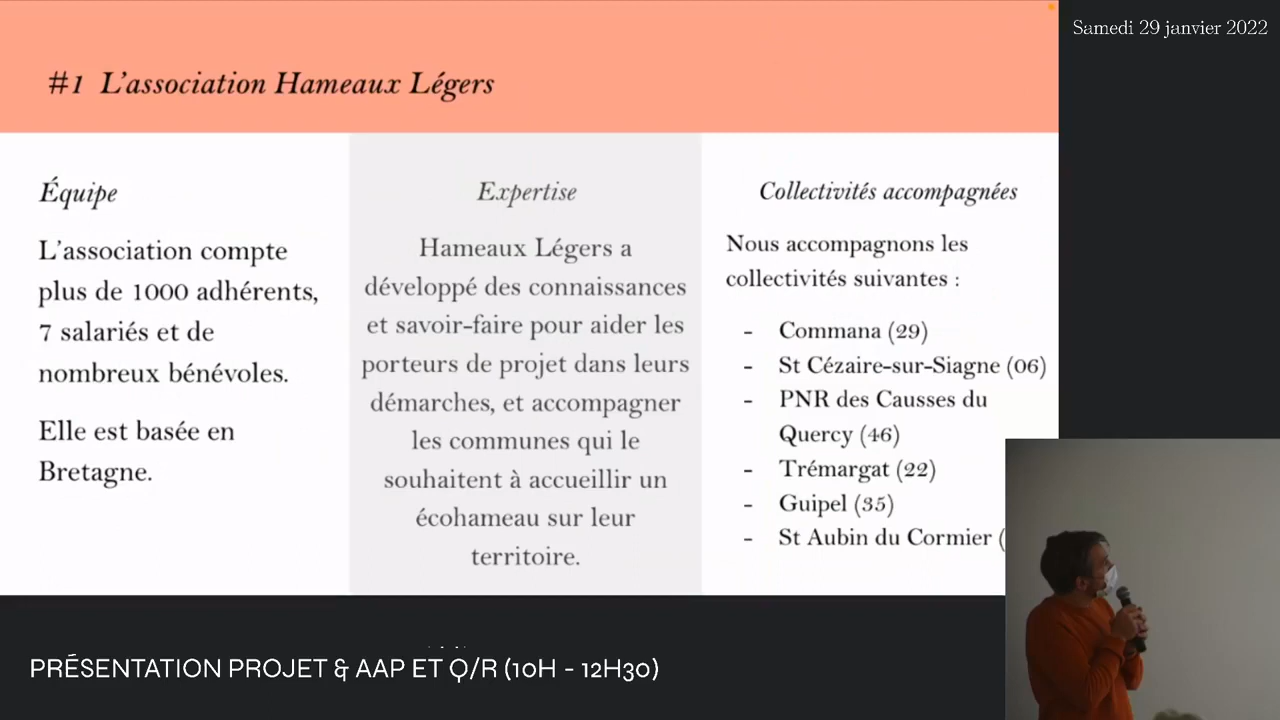 Samedi 29 janvier 2022
#1 L'association Hameaux Légers
Équipe
L'association compte
plus de 1000 adhérents,
7 salariés et de
nombreux bénévoles.
Elle est basée en
Bretagne.
Expertise
Hameaux Légers a
développé des connaissances
et savoir-faire pour aider les
porteurs de projet dans leurs
démarches, et accompagner
les communes qui le
souhaitent à accueillir un
écohameau sur leur
territoire.
Collectivités accompagnées
Nous accompagnons les
collectivités suivantes :
- Commana (29)
- St Cézaire-sur-Siagne (06)
- PNR des Causses du
Quercy (46)
- Trémargat (22)
- Guipel (35)
- St Aubin du Cormier (
PRÉSENTATION PROJET & AAP ET Q/R (10H - 12H30)